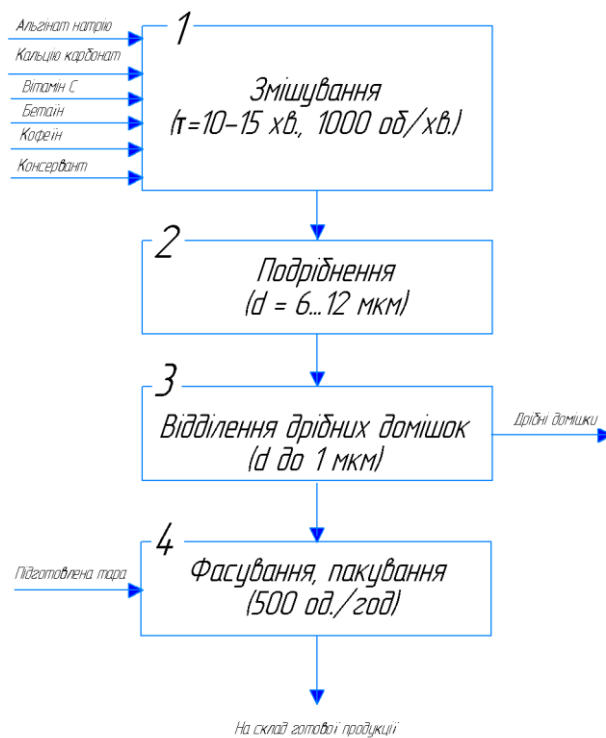 Альгінат натрію
Кальцію карбонат
Вітамін С
Бетаїн
Кофеїн
Консервант
1
Змішування
(τ=10-15 хв., 1000 об/хв.)
2
Подрібнення
(d = 6...12 мкм)
3
Відділення дрібних домішок
(d до 1 мкм)
Дрібні домішки
4
Підготовлена тара
Фасування, пакування
(500 од./год)
На склад готової продукції